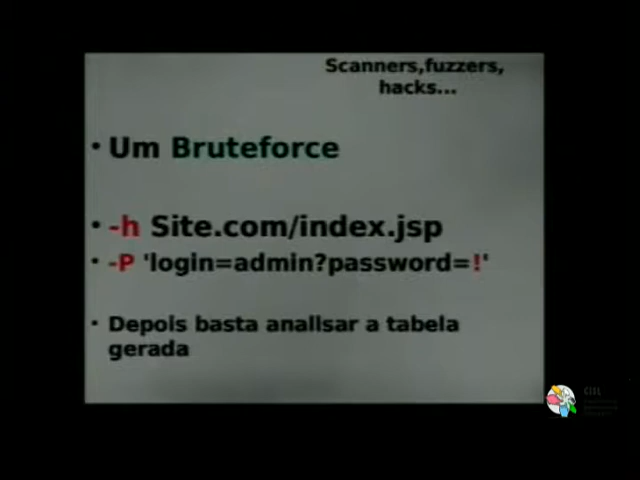 Scanners,fuzzers,
hacks...
• Um Bruteforce
• -h Site.com/index.jsp
• -P 'login=admin?password=!'
• Depois basta analisar a tabela
gerada